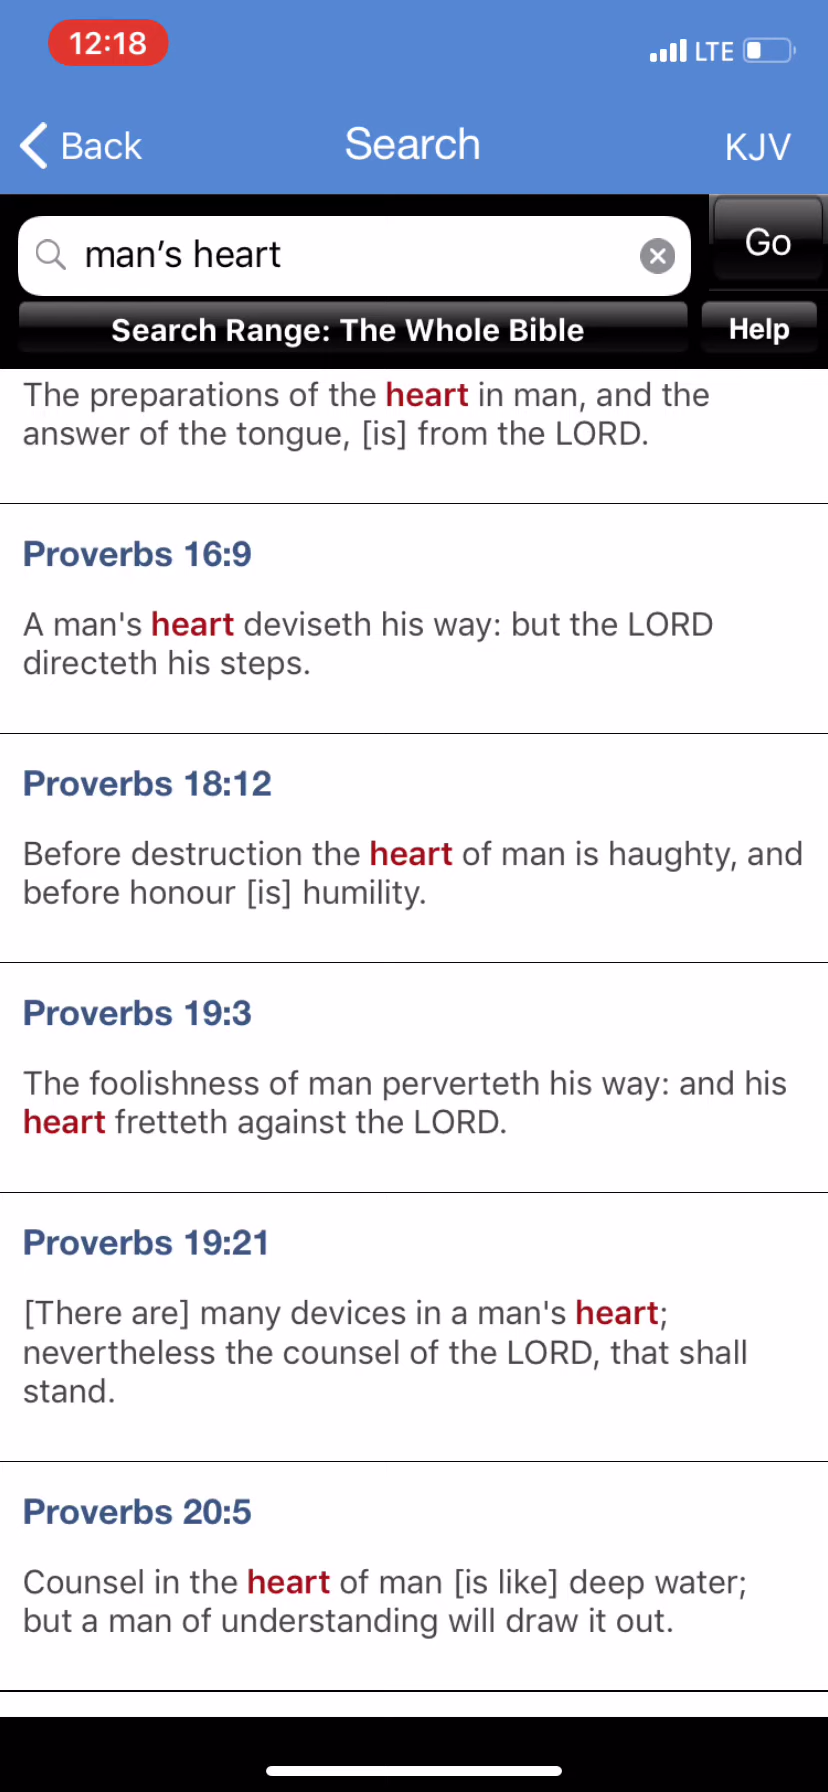 12:18
LTE
Back
Search
KJV
man’s heart
Go
Search Range: The Whole Bible
Help
The preparations of the heart in man, and the
answer of the tongue, [is] from the LORD.
Proverbs 16:9
A man's heart deviseth his way: but the LORD
directeth his steps.
Proverbs 18:12
Before destruction the heart of man is haughty, and
before honour [is] humility.
Proverbs 19:3
The foolishness of man perverteth his way: and his
heart fretteth against the LORD.
Proverbs 19:21
[There are] many devices in a man's heart;
nevertheless the counsel of the LORD, that shall
stand.
Proverbs 20:5
Counsel in the heart of man [is like] deep water;
but a man of understanding will draw it out.